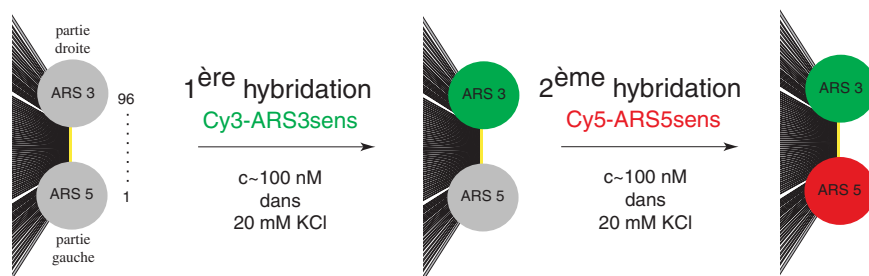 partie
droite
ARS 3
96
1
ARS 5
partie
gauche
1ère hybridation
Cy3-ARS3sens
c~100 nM
dans
20 mM KCl
ARS 3
ARS 5
2ème hybridation
Cy5-ARS5sens
c~100 nM
dans
20 mM KCl
ARS 3
ARS 5